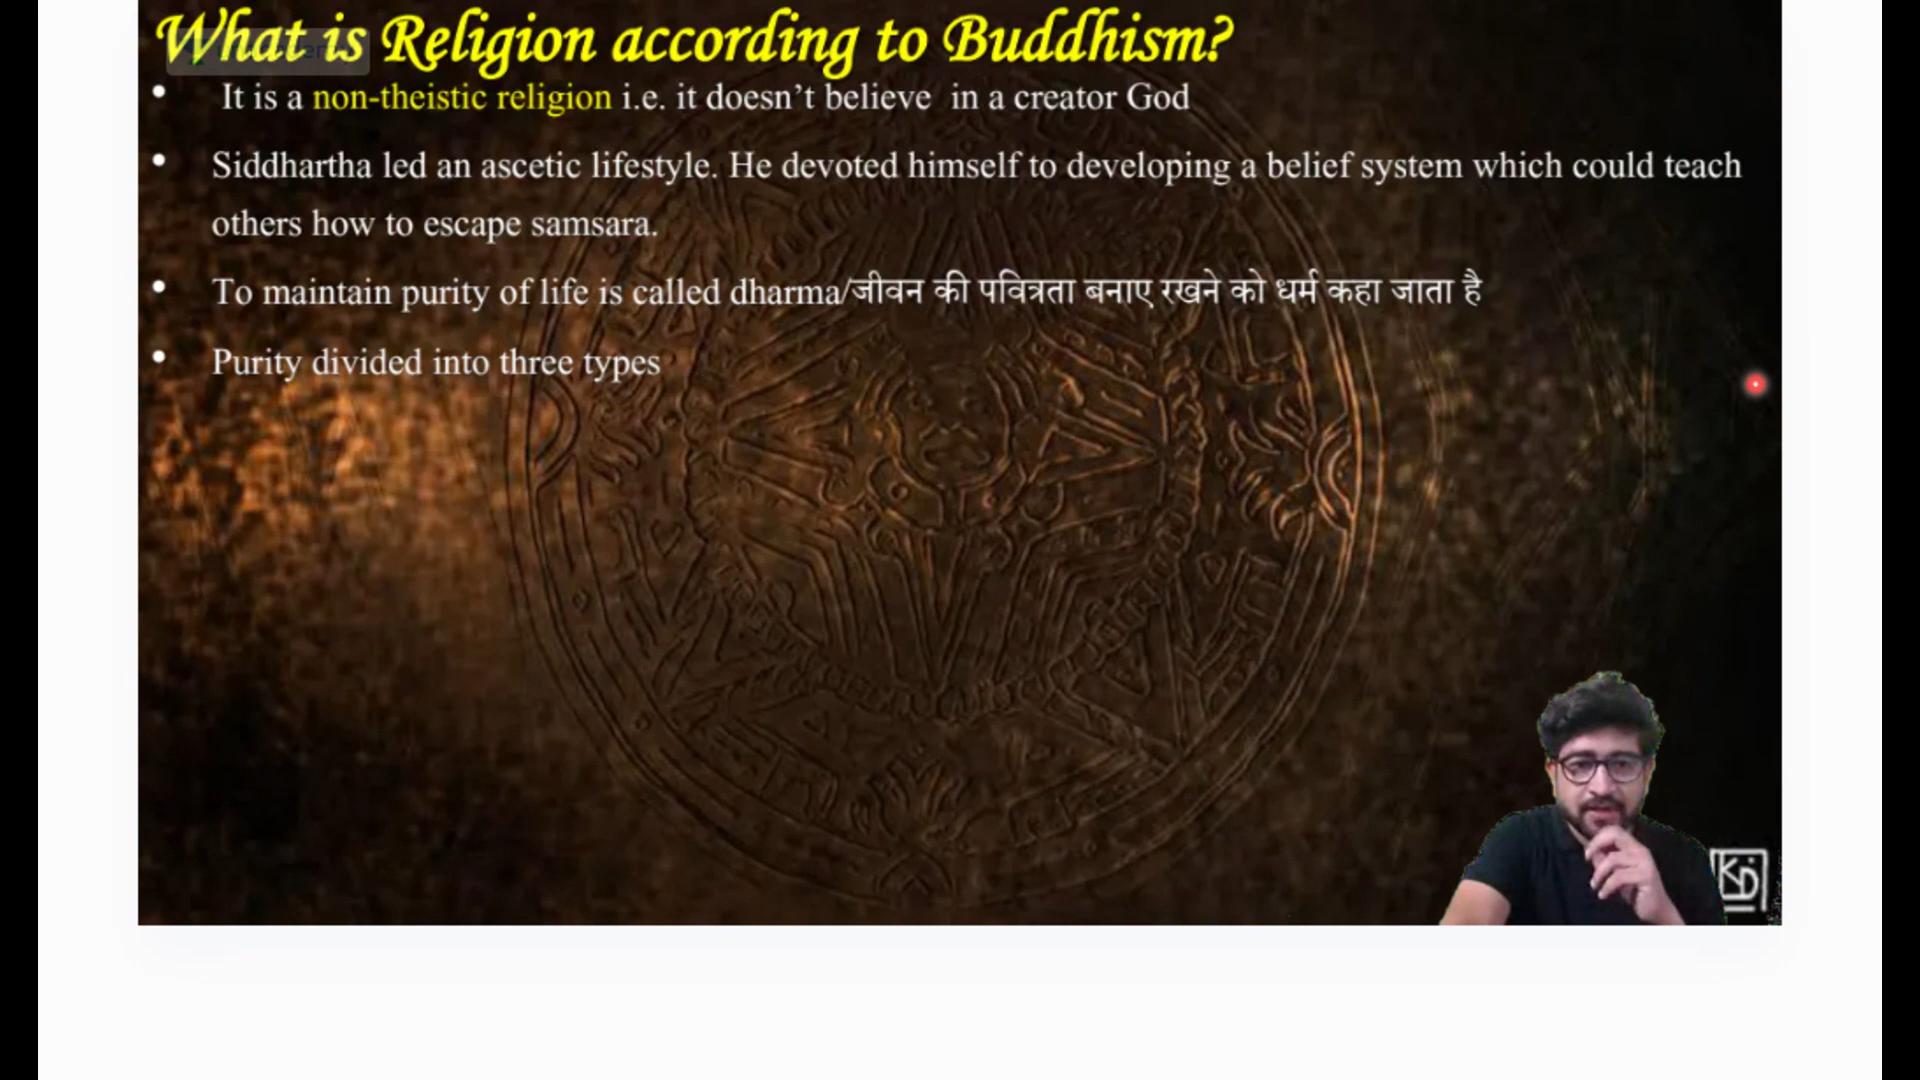 What is Religion according to Buddhism?
• It is a non-theistic religion i.e. it doesn't believe in a creator God
• Siddhartha led an ascetic lifestyle. He devoted himself to developing a belief system which could teach
others how to escape samsara.
• To maintain purity of life is called dharma/जीवन की पवित्रता बनाए रखने को धर्म कहा जाता है
• Purity divided into three types
KD